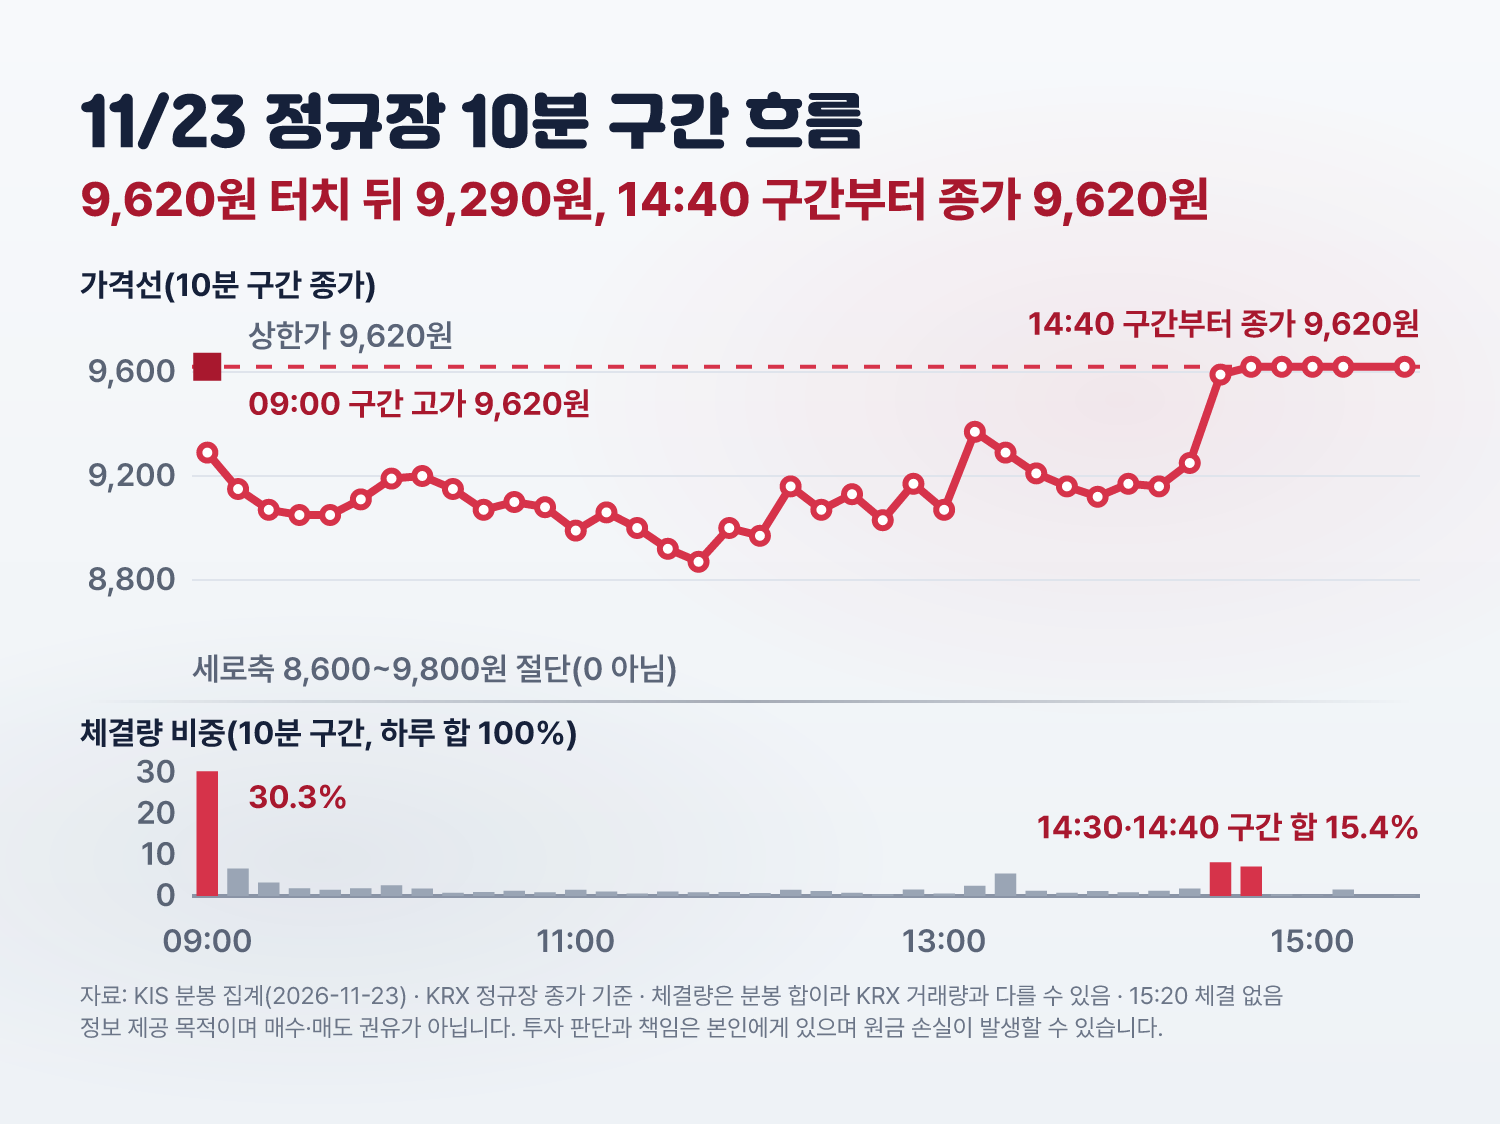 11/23 정규장 10분 구간 흐름
9,620원 터치 뒤 9,290원, 14:40 구간부터 종가 9,620원
가격선(10분 구간 종가)
상한가 9,620원
14:40 구간부터 종가 9,620원
9,600
09:00 구간 고가 9,620원
9,200
8,800
세로축 8,600~9,800원 절단(0 아님)
체결량 비중(10분 구간, 하루 합 100%)
30
30.3%
20
14:30·14:40 구간 합 15.4%
10
0
09:00 11:00 13:00 15:00
자료: KIS 분봉 집계(2026-11-23) · KRX 정규장 종가 기준 · 체결량은 분봉 합이라 KRX 거래량과 다를 수 있음 · 15:20 체결 없음
정보 제공 목적이며 매수·매도 권유가 아닙니다. 투자 판단과 책임은 본인에게 있으며 원금 손실이 발생할 수 있습니다.